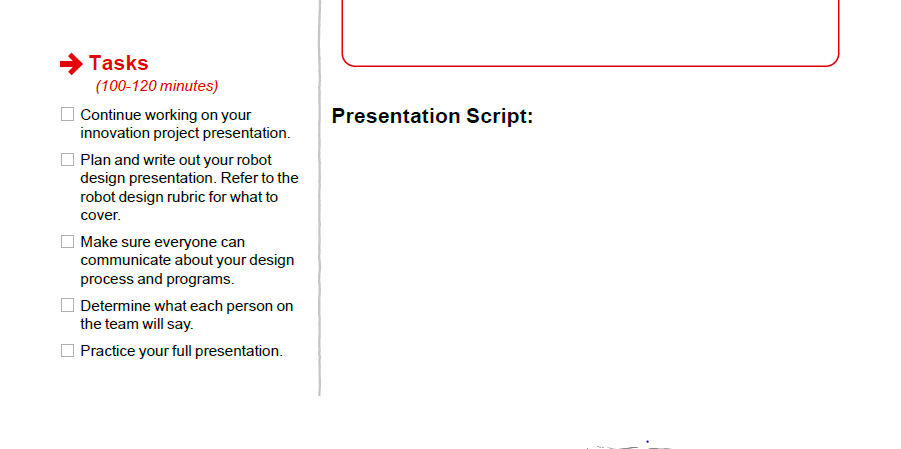 Tasks
(100-120 minutes)
Continue working on your
innovation project presentation.
Plan and write out your robot
design presentation. Refer to the
robot design rubric for what to
cover.
Make sure everyone can
communicate about your design
process and programs.
Determine what each person on
the team will say.
Practice your full presentation.
Presentation Script: